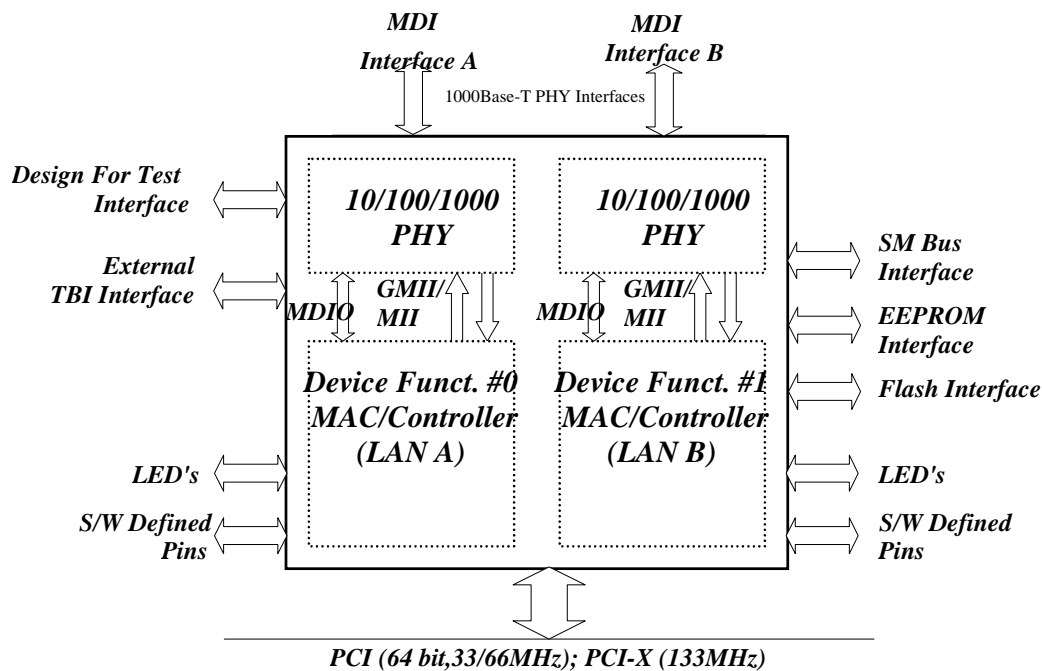 MDI
Interface A
MDI
Interface B
1000Base-T PHY Interfaces
Design For Test
Interface
External
TBI Interface
LED's
S/W Defined
Pins
10/100/1000
PHY
MDIO
GMII/
MII
Device Funct. #0
MAC/Controller
(LAN A)
10/100/1000
PHY
MDIO
GMII/
MII
Device Funct. #1
MAC/Controller
(LAN B)
SM Bus
Interface
EEPROM
Interface
Flash Interface
LED's
S/W Defined
Pins
PCI (64 bit,33/66MHz); PCI-X (133MHz)